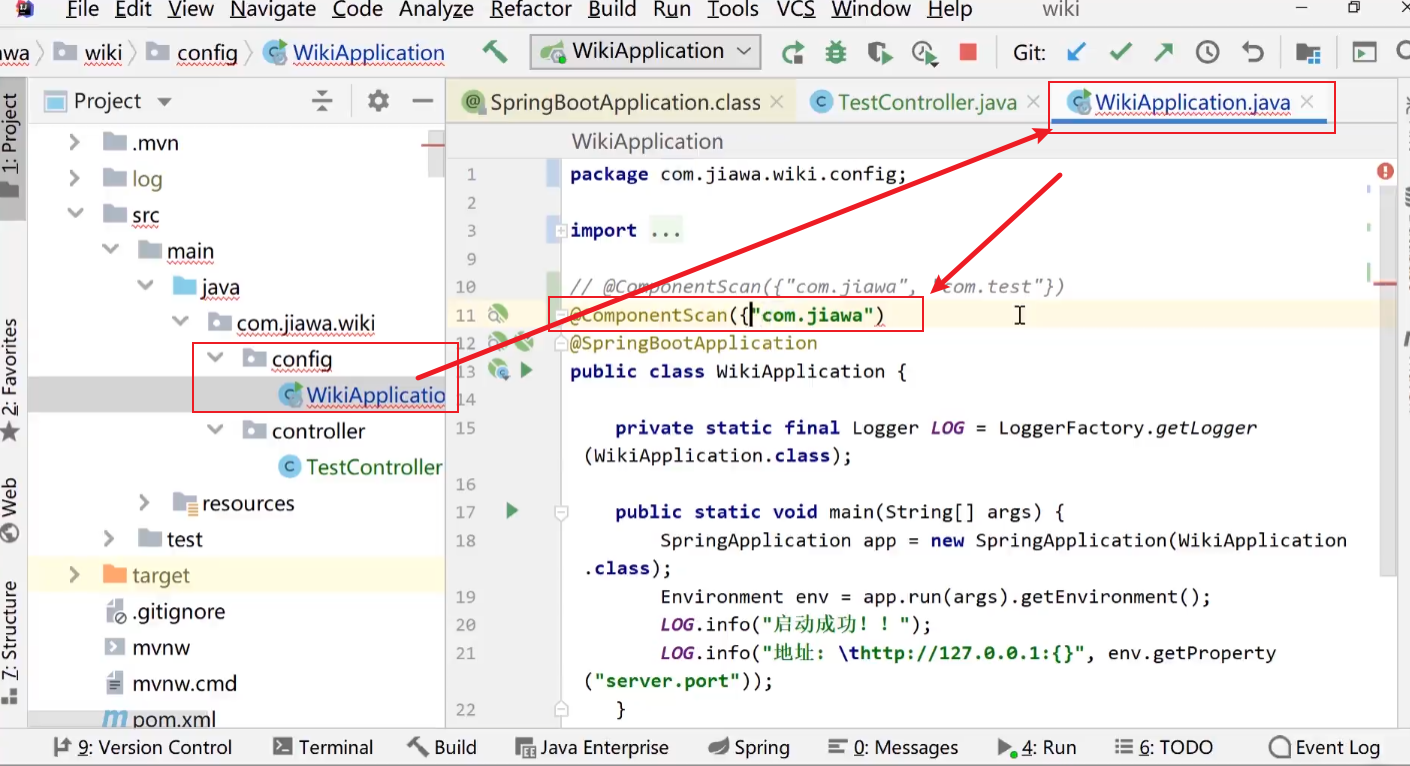 File Edit View Navigate Code Analyze Refactor Build Run Tools VCS Window Help wiki
wa wiki config WikiApplication WikiApplication Git:
1: Project
2: Favorites
Web
7: Structure
Project
.mvn
log
src
main
java
com.jiawa.wiki
config
WikiApplicatio
controller
TestController
resources
test
target
.gitignore
mvnw
mvnw.cmd
pom.xml
SpringBootApplication.class TestController.java WikiApplication.java
WikiApplication
1 package com.jiawa.wiki.config;
2
3 import ...
9
10 // @ComponentScan({"com.jiawa", "com.test"})
11 @ComponentScan({"com.jiawa")
12 @SpringBootApplication
13 public class WikiApplication {
14
15 private static final Logger LOG = LoggerFactory.getLogger
(WikiApplication.class);
16
17 public static void main(String[] args) {
18 SpringApplication app = new SpringApplication(WikiApplication
.class);
19 Environment env = app.run(args).getEnvironment();
20 LOG.info("启动成功！！");
21 LOG.info("地址: \thttp://127.0.0.1:{}", env.getProperty
("server.port"));
22 }
9: Version Control Terminal Build Java Enterprise Spring 0: Messages 4: Run 6: TODO Event Log